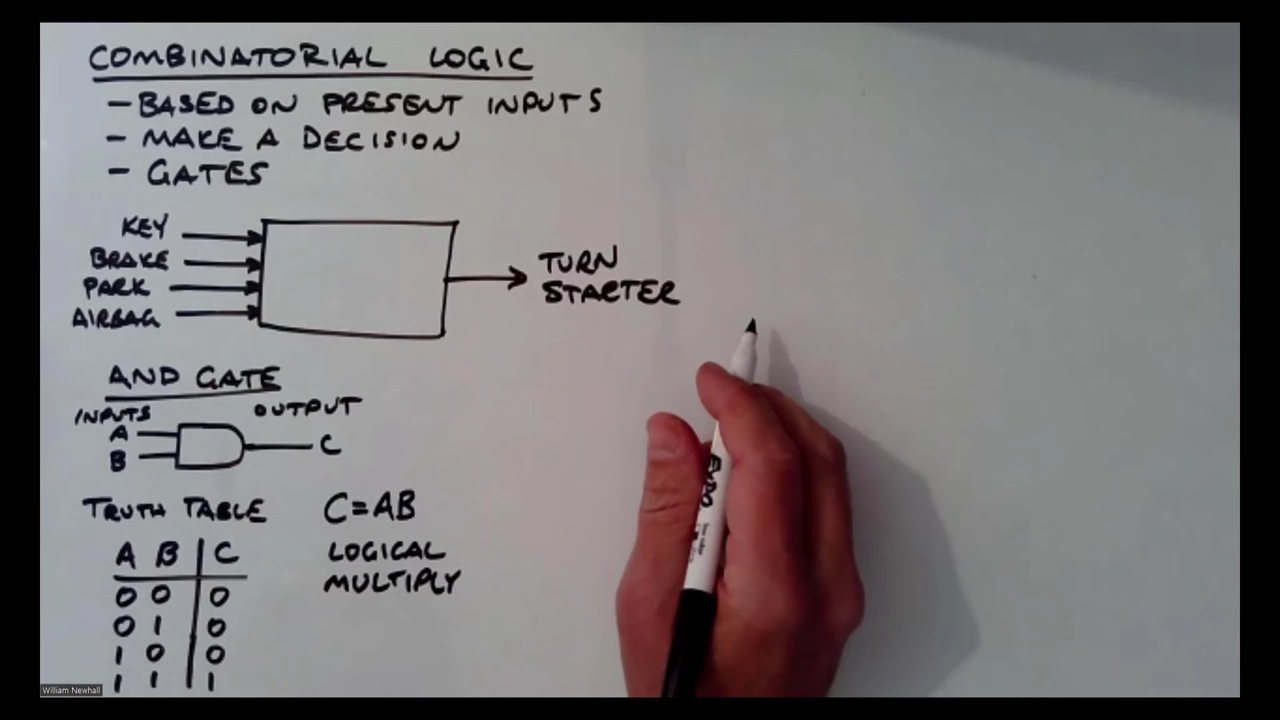 COMBINATORIAL LOGIC
- BASED ON PRESENT INPUTS
- MAKE A DECISION
- GATES
KEY
BRAKE
PARK
AIRBAG
TURN
STARTER
AND GATE
INPUTS OUTPUT
A
B
C
TRUTH TABLE
A B C
0 0 0
0 1 0
1 0 0
1 1 1
C=AB
LOGICAL
MULTIPLY
EXPO
William Newhall